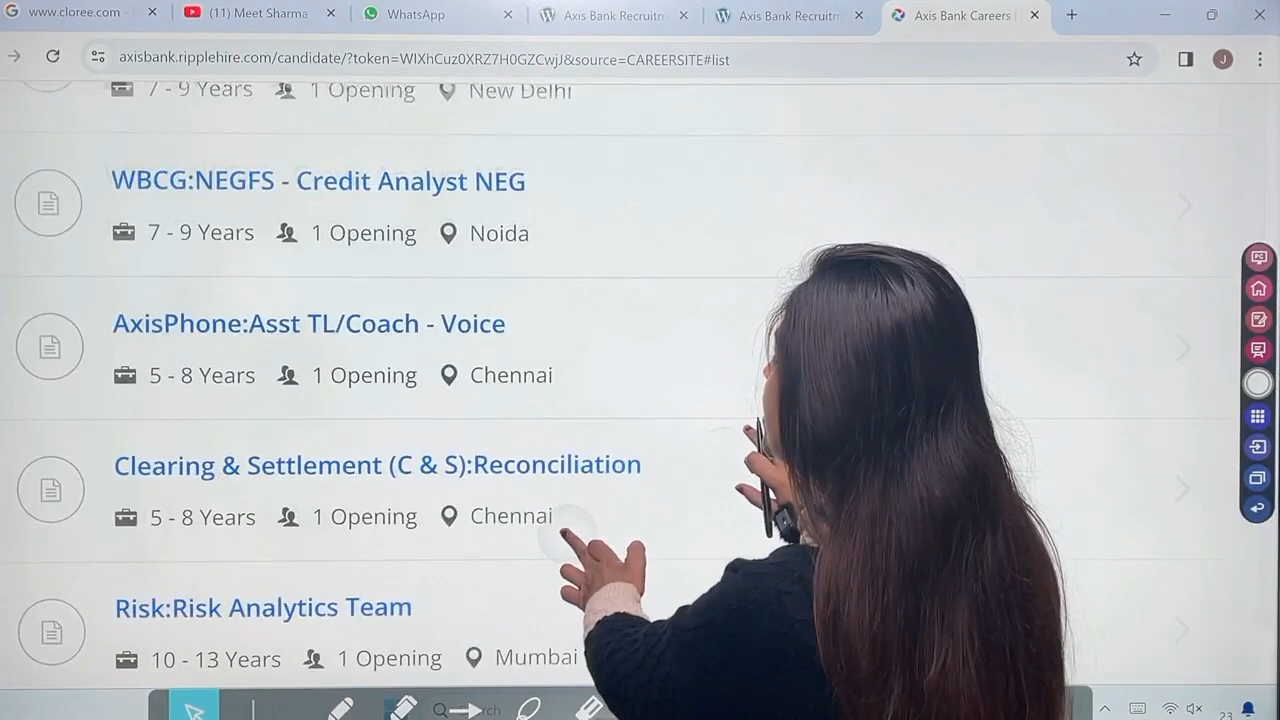 www.cloree.com -
(11) Meet Sharma
WhatsApp
Axis Bank Recruitm
Axis Bank Recruitm
Axis Bank Careers |
axisbank.ripplehire.com/candidate/?token=WIXhCuz0XRZ7H0GZCwjJ&source=CAREERSITE#list
J
7 - 9 Years 1 Opening New Delhi
WBCG:NEGFS - Credit Analyst NEG
7 - 9 Years 1 Opening Noida
AxisPhone:Asst TL/Coach - Voice
5 - 8 Years 1 Opening Chennai
Clearing & Settlement (C & S):Reconciliation
5 - 8 Years 1 Opening Chennai
Risk:Risk Analytics Team
10 - 13 Years 1 Opening Mumbai
PC